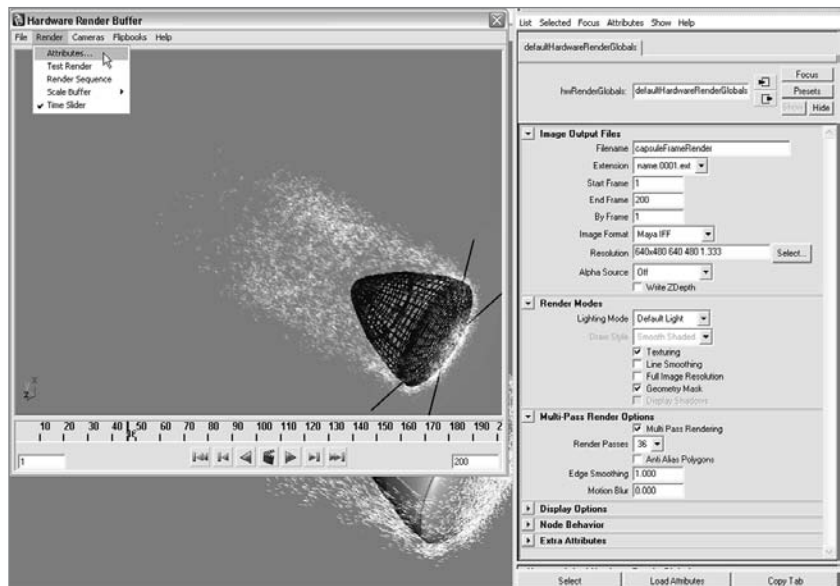 Hardware Render Buffer
File Render Cameras Flipbooks Help
Attributes...
Test Render
Render Sequence
Scale Buffer
Time Slider
10 20 30 40 50 60 70 80 90 100 110 120 130 140 150 160 170 180 190 2
1
200
List Selected Focus Attributes Show Help
defaultHardwareRenderGlobals
hwRenderGlobals: defaultHardwareRenderGlobals
Focus
Presets
Show Hide
Image Output Files
Filename capsuleFrameRender
Extension name.0001.ext
Start Frame 1
End Frame 200
By Frame 1
Image Format Maya IFF
Resolution 640x480 640 480 1.333 Select...
Alpha Source Off
Write ZDepth
Render Modes
Lighting Mode Default Light
Draw Style Smooth Shaded
Texturing
Line Smoothing
Full Image Resolution
Geometry Mask
Display Shadows
Multi-Pass Render Options
Multi Pass Rendering
Render Passes 36
Anti Alias Polygons
Edge Smoothing 1.000
Motion Blur 0.000
Display Options
Node Behavior
Extra Attributes
Select Load Attributes Copy Tab